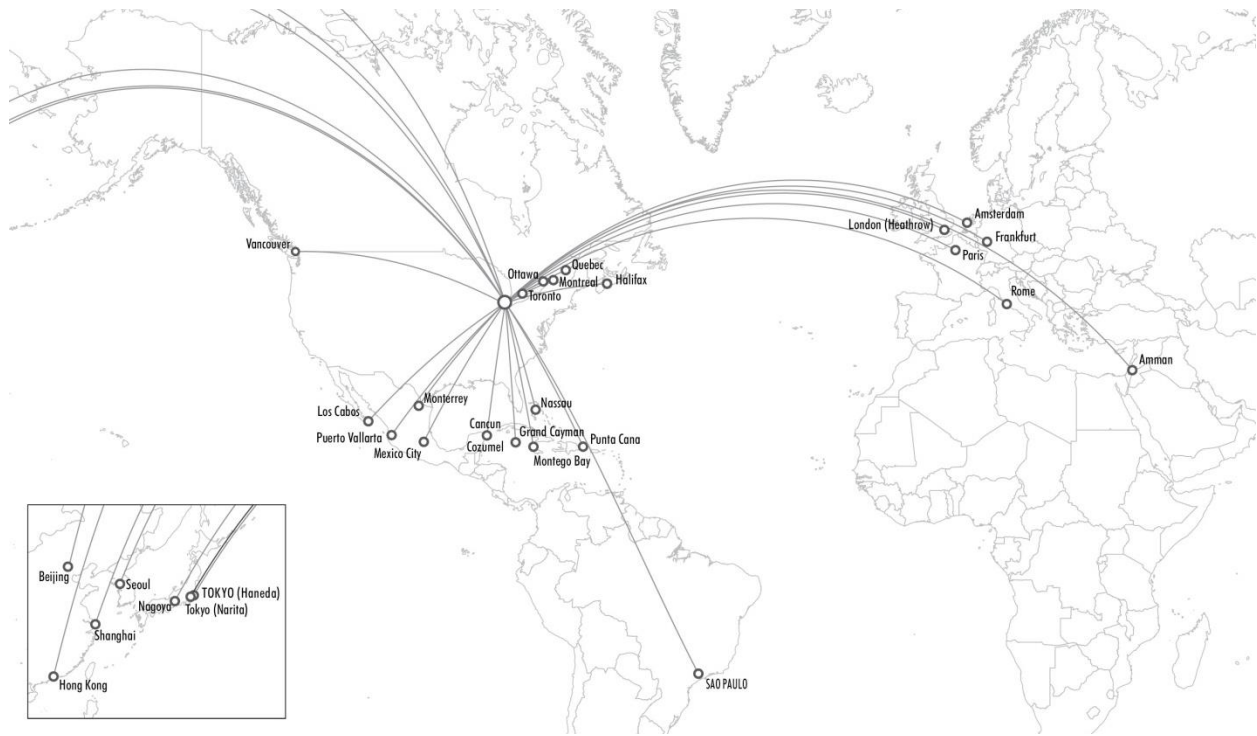 Vancouver
Ottawa
Quebec
Montreal
Toronto
Halifax
London (Heathrow)
Amsterdam
Frankfurt
Paris
Rome
Amman
Los Cabos
Monterrey
Puerto Vallarta
Mexico City
Cancun
Cozumel
Nassau
Grand Cayman
Montego Bay
Punta Cana
SAO PAULO
Beijing
Seoul
Nagoya
TOKYO (Haneda)
Tokyo (Narita)
Shanghai
Hong Kong